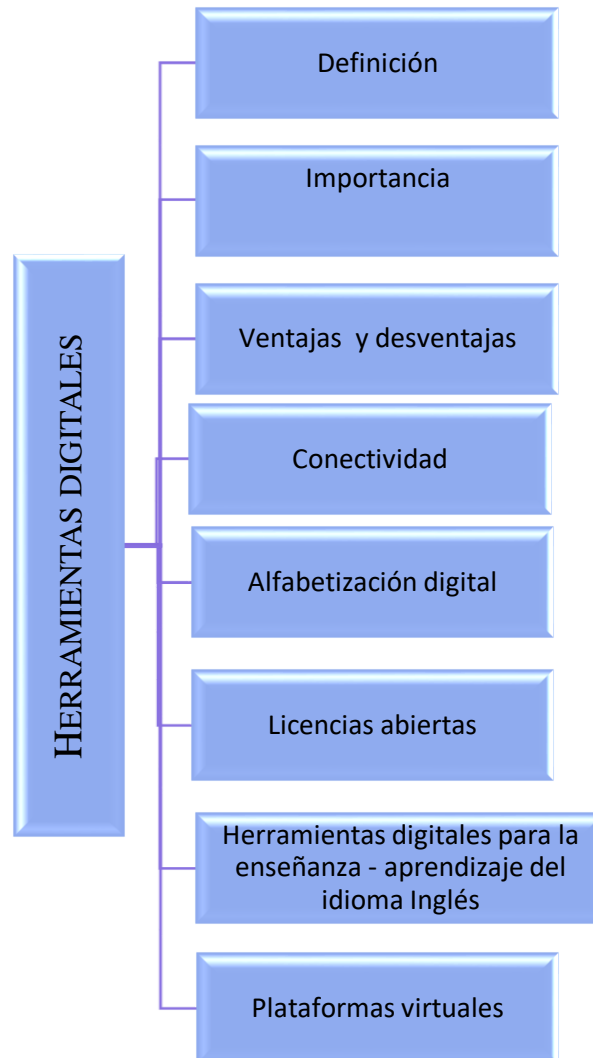 HERRAMIENTAS DIGITALES
Definición
Importancia
Ventajas y desventajas
Conectividad
Alfabetización digital
Licencias abiertas
Herramientas digitales para la
enseñanza - aprendizaje del
idioma Inglés
Plataformas virtuales